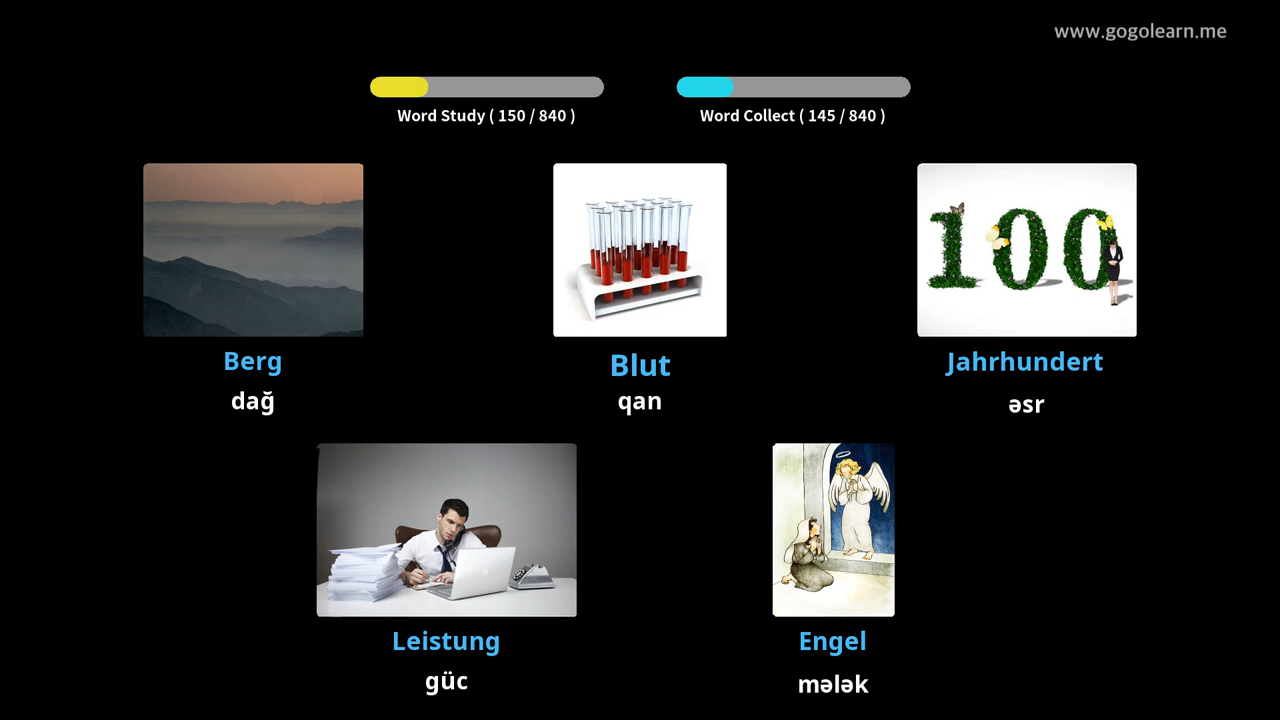 www.gogolearn.me
Word Study ( 150 / 840 )
Word Collect ( 145 / 840 )
Berg
dağ
Blut
qan
Jahrhundert
əsr
Leistung
güc
Engel
mələk